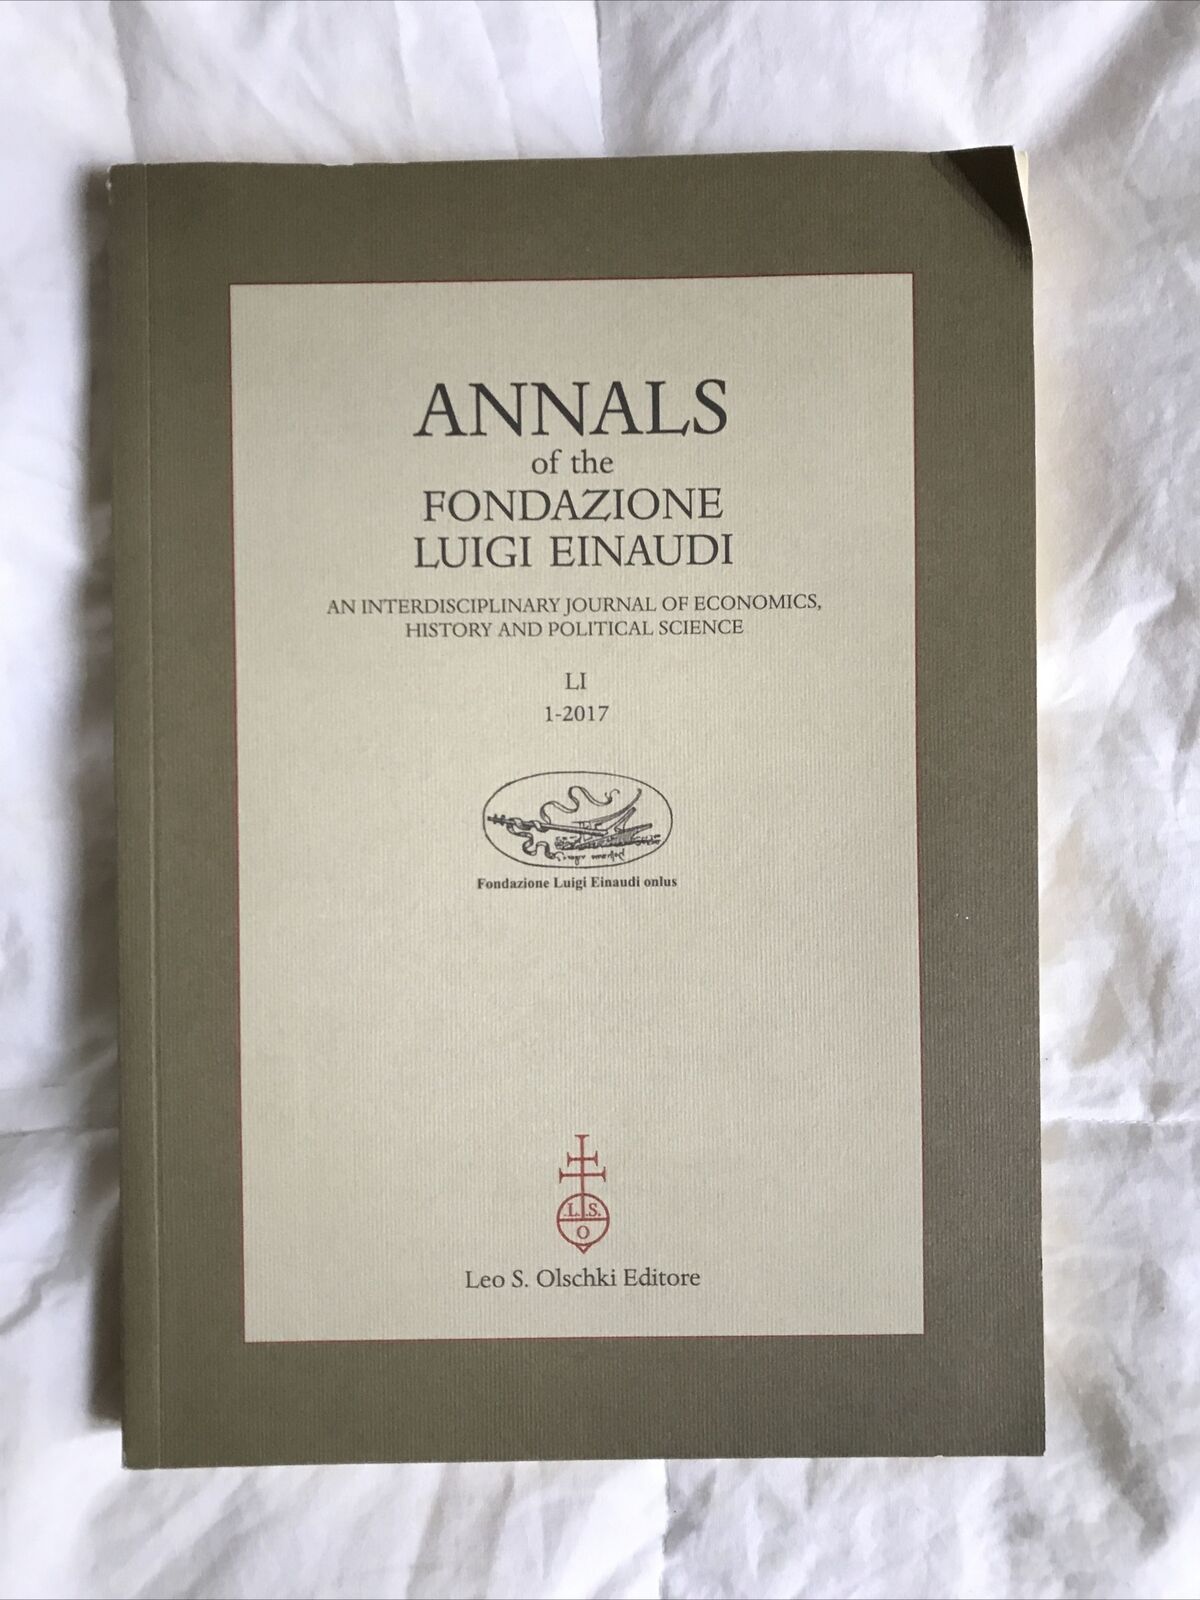 ANNALS
of the
FONDAZIONE
LUIGI EINAUDI
AN INTERDISCIPLINARY JOURNAL OF ECONOMICS,
HISTORY AND POLITICAL SCIENCE
LI
1-2017
Fondazione Luigi Einaudi onlus
L. S.
O
Leo S. Olschki Editore